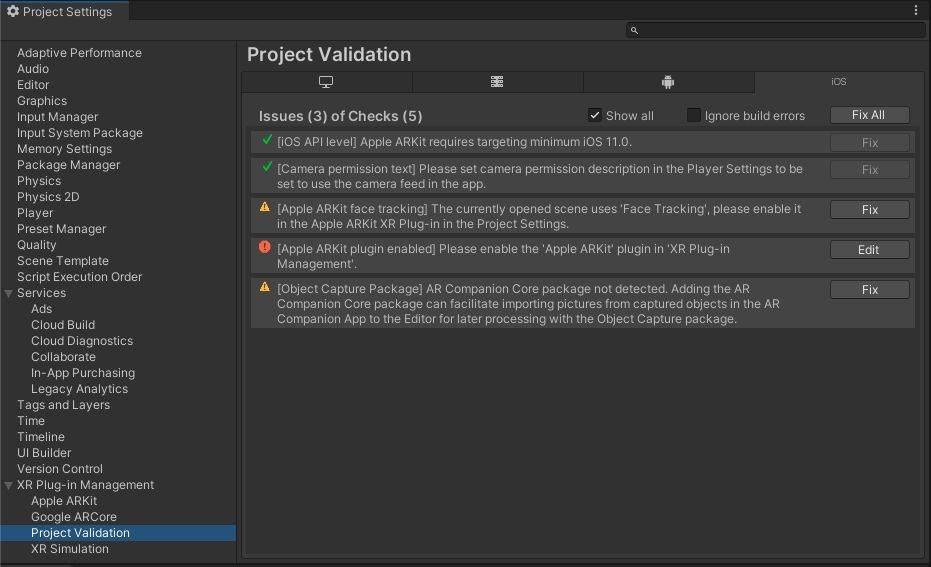 Project Settings
Adaptive Performance
Audio
Editor
Graphics
Input Manager
Input System Package
Memory Settings
Package Manager
Physics
Physics 2D
Player
Preset Manager
Quality
Scene Template
Script Execution Order
Services
Ads
Cloud Build
Cloud Diagnostics
Collaborate
In-App Purchasing
Legacy Analytics
Tags and Layers
Time
Timeline
UI Builder
Version Control
XR Plug-in Management
Apple ARKit
Google ARCore
Project Validation
XR Simulation
Project Validation
iOS
Issues (3) of Checks (5)
Show all
Ignore build errors
Fix All
[iOS API level] Apple ARKit requires targeting minimum iOS 11.0.
Fix
[Camera permission text] Please set camera permission description in the Player Settings to be
set to use the camera feed in the app.
Fix
[Apple ARKit face tracking] The currently opened scene uses 'Face Tracking', please enable it
in the Apple ARKit XR Plug-in in the Project Settings.
Fix
[Apple ARKit plugin enabled] Please enable the 'Apple ARKit' plugin in 'XR Plug-in
Management'.
Edit
[Object Capture Package] AR Companion Core package not detected. Adding the AR
Companion Core package can facilitate importing pictures from captured objects in the AR
Companion App to the Editor for later processing with the Object Capture package.
Fix